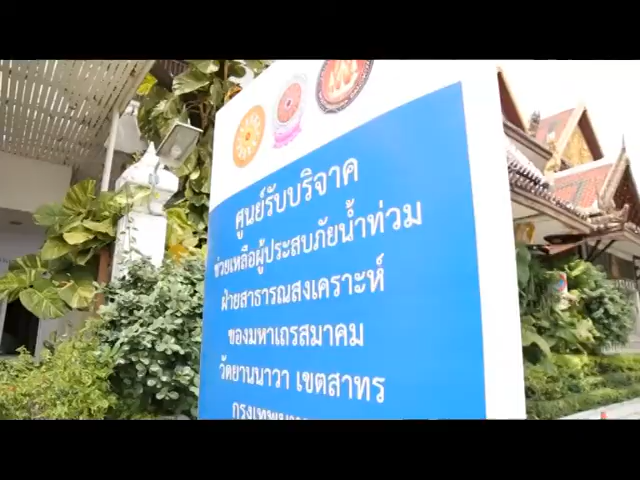 ศูนย์รับบริจาค
ช่วยเหลือผู้ประสบภัยน้ำท่วม
ฝ่ายสาธารณสงเคราะห์
ของมหาเถรสมาคม
วัดยานนาวา เขตสาทร